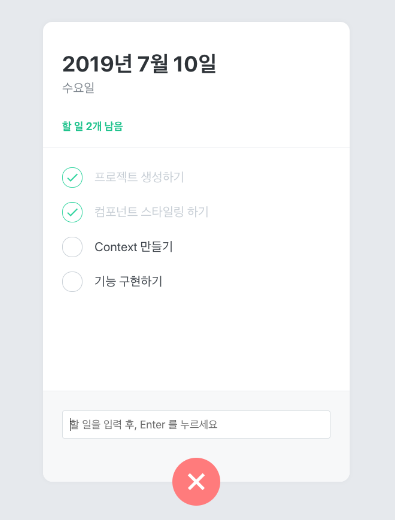 2019년 7월 10일
수요일
할 일 2개 남음
프로젝트 생성하기
컴포넌트 스타일링 하기
Context 만들기
기능 구현하기
할 일을 입력 후, Enter 를 누르세요